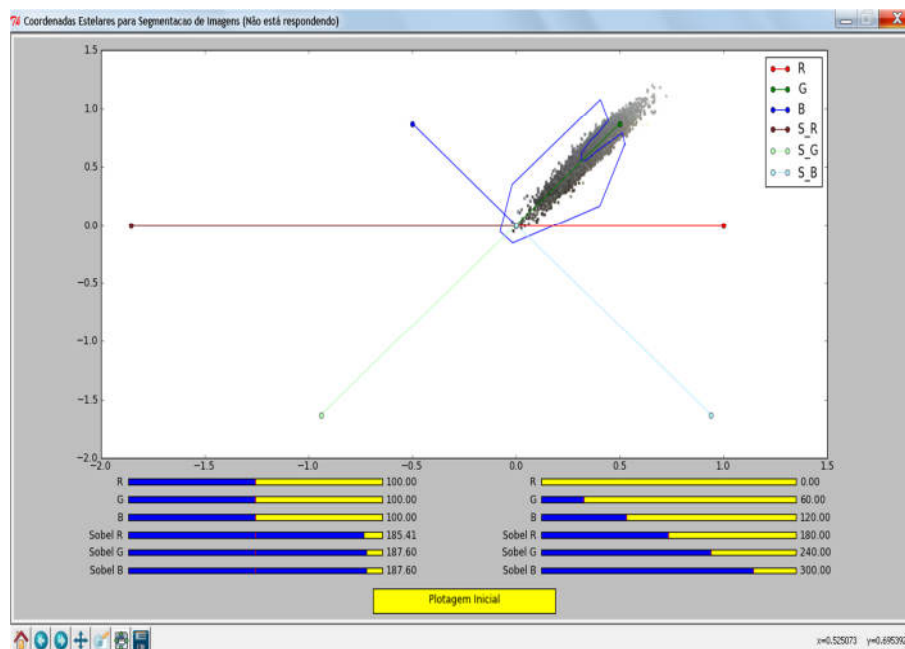 Coordenadas Estelares para Segmentacao de Imagens (Não está respondendo)
1.5
1.0
0.5
0.0
−0.5
−1.0
−1.5
−2.0
−2.0 −1.5 −1.0 −0.5 0.0 0.5 1.0 1.5
R
G
B
S_R
S_G
S_B
R 100.00
G 100.00
B 100.00
Sobel R 185.41
Sobel G 187.60
Sobel B 187.60
R 0.00
G 60.00
B 120.00
Sobel R 180.00
Sobel G 240.00
Sobel B 300.00
Plotagem Inicial
x=0.525073 y=0.695392